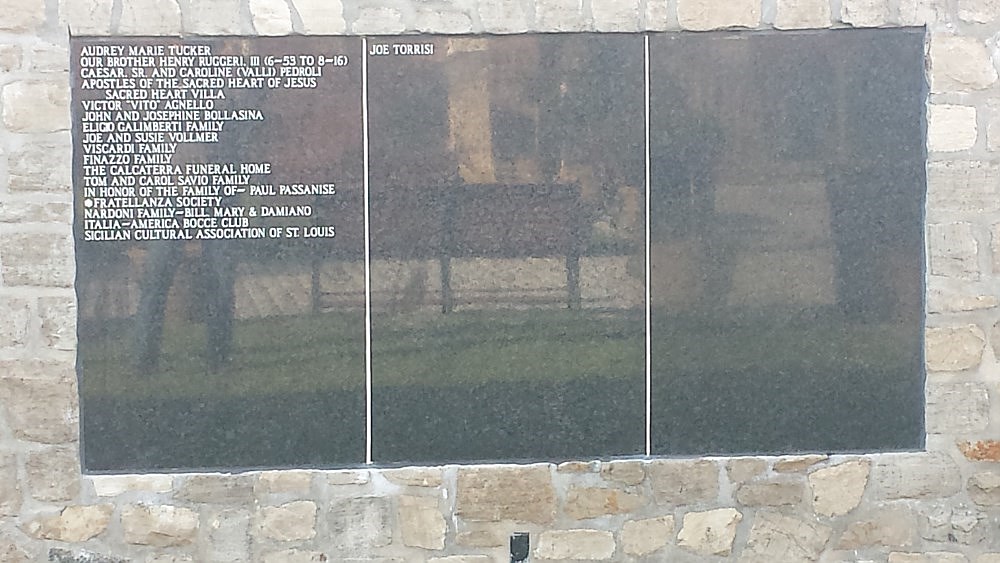 AUDREY MARIE TUCKER
OUR BROTHER HENRY RUGGERI, III (6-53 TO 8-16)
CAESAR, SR. AND CAROLINE (VALLI) PEDROLI
APOSTLES OF THE SACRED HEART OF JESUS
SACRED HEART VILLA
VICTOR "VITO" AGNELLO
JOHN AND JOSEPHINE BOLLASINA
ELIGIO GALIMBERTI FAMILY
JOE AND SUSIE VOLLMER
VISCARDI FAMILY
FINAZZO FAMILY
THE CALCATERRA FUNERAL HOME
TOM AND CAROL SAVIO FAMILY
IN HONOR OF THE FAMILY OF- PAUL PASSANISE
●FRATELLANZA SOCIETY
NARDONI FAMILY-BILL, MARY & DAMIANO
ITALIA-AMERICA BOCCE CLUB
SICILIAN CULTURAL ASSOCIATION OF ST. LOUIS
JOE TORRISI